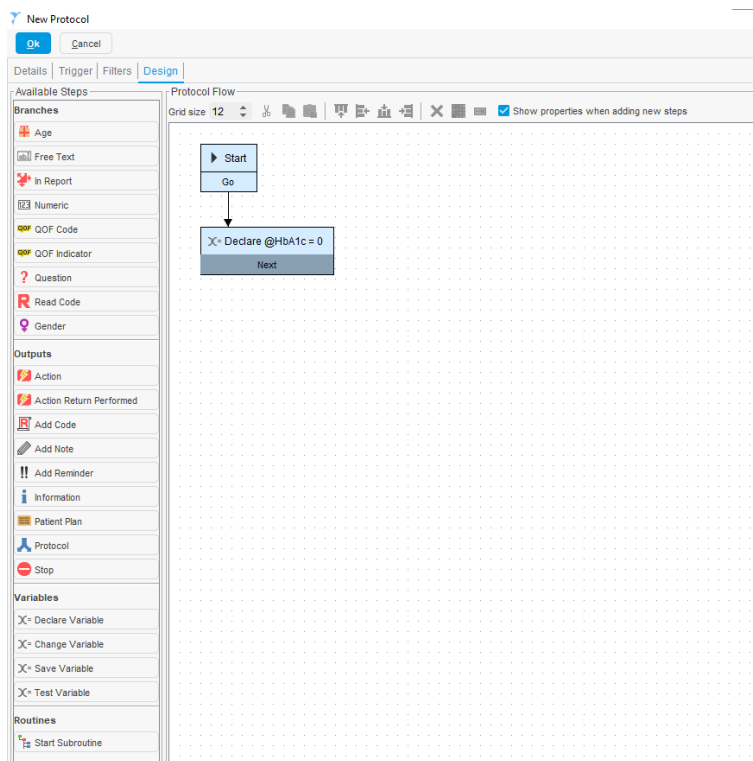 New Protocol
Ok Cancel
Details Trigger Filters Design
Available Steps
Branches
Age
Free Text
In Report
123 Numeric
QOF QOF Code
QOF QOF Indicator
? Question
R Read Code
Gender
Outputs
Action
Action Return Performed
R Add Code
Add Note
!! Add Reminder
i Information
Patient Plan
Protocol
Stop
Variables
X= Declare Variable
X= Change Variable
X= Save Variable
X= Test Variable
Routines
Start Subroutine
Protocol Flow
Grid size 12 Show properties when adding new steps
Start
Go
X= Declare @HbA1c = 0
Next